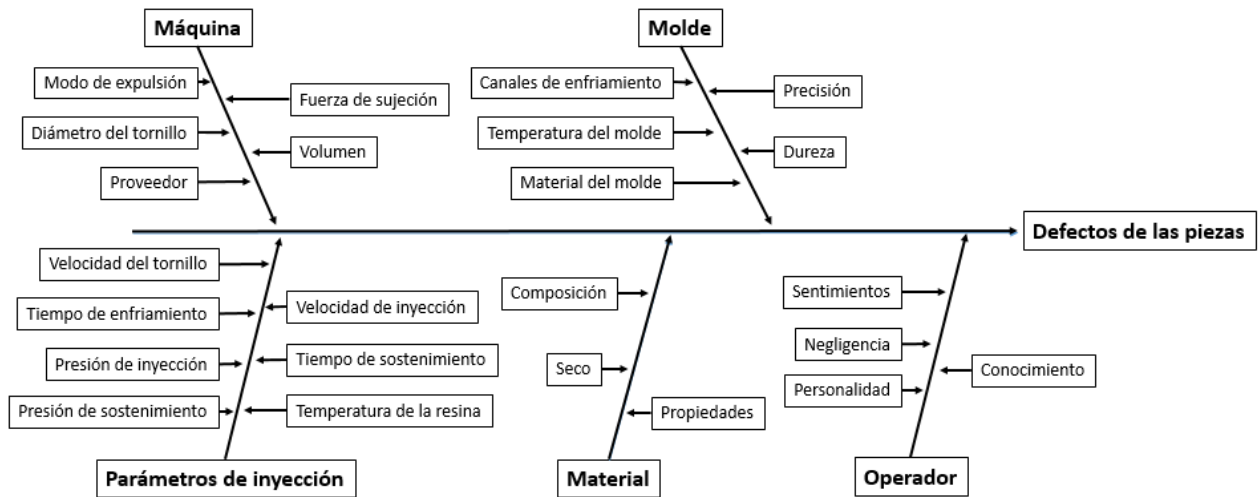 Máquina
Molde
Modo de expulsión
Fuerza de sujeción
Diámetro del tornillo
Volumen
Proveedor
Canales de enfriamiento
Precisión
Temperatura del molde
Dureza
Material del molde
Defectos de las piezas
Velocidad del tornillo
Velocidad de inyección
Tiempo de enfriamiento
Tiempo de sostenimiento
Presión de inyección
Temperatura de la resina
Presión de sostenimiento
Composición
Seco
Propiedades
Sentimientos
Negligencia
Conocimiento
Personalidad
Parámetros de inyección
Material
Operador